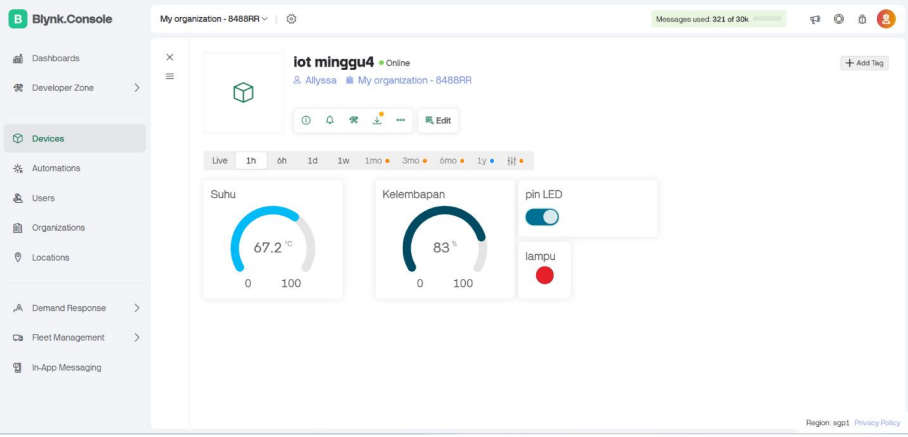 B Blynk.Console
My organization - 8488RR
Messages used: 321 of 30k
Dashboards
Developer Zone
Devices
Automations
Users
Organizations
Locations
Demand Response
Fleet Management
In-App Messaging
iot minggu4 Online
Allyssa My organization - 8488RR
+ Add Tag
Edit
Live 1h 6h 1d 1w 1mo 3mo 6mo 1y
Suhu
67.2 °C
0 100
Kelembapan
83 %
0 100
pin LED
lampu
Region: sgp1 Privacy Policy